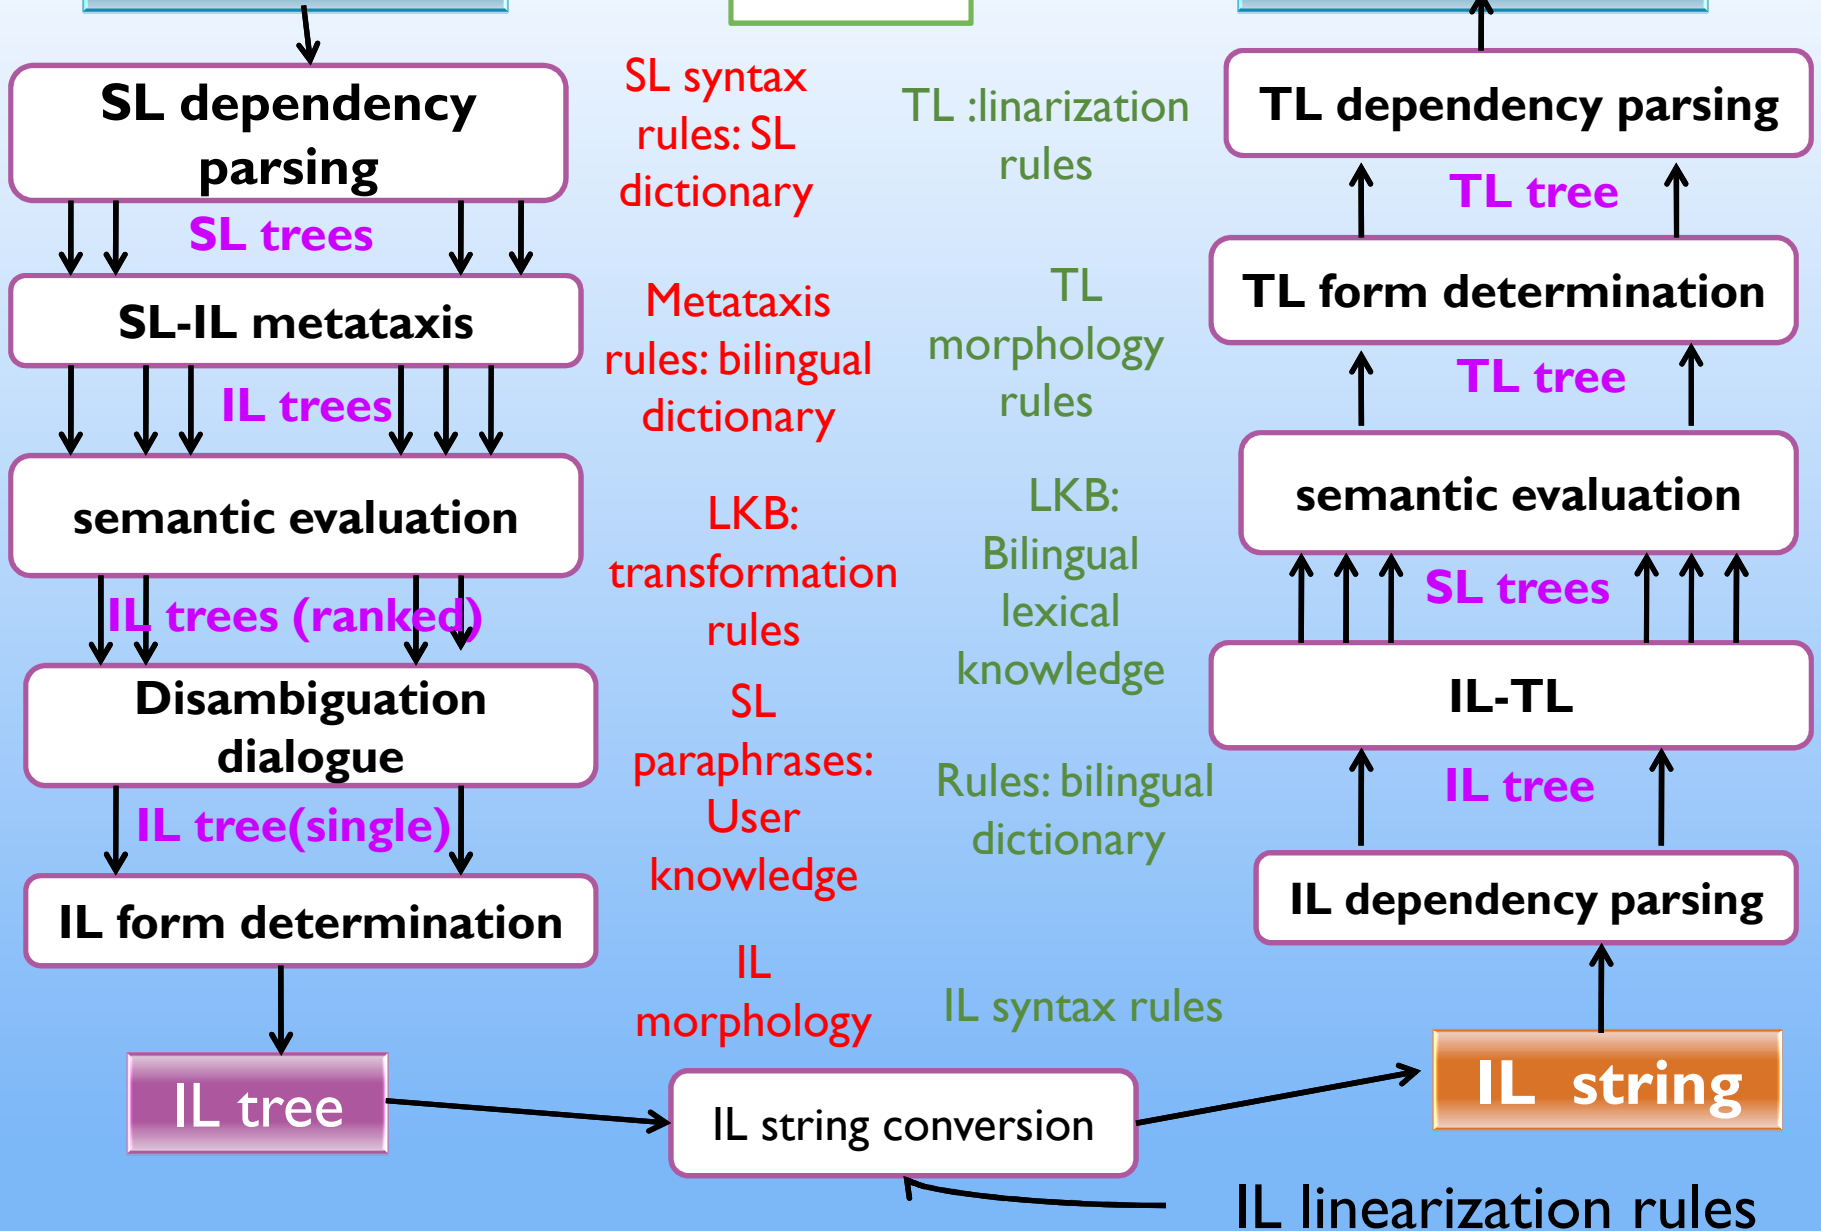 SL dependency
parsing
SL trees
SL-IL metataxis
IL trees
semantic evaluation
IL trees (ranked)
Disambiguation
dialogue
IL tree(single)
IL form determination
IL tree
SL syntax
rules: SL
dictionary
Metataxis
rules: bilingual
dictionary
LKB:
transformation
rules
SL
paraphrases:
User
knowledge
IL
morphology
TL :linarization
rules
TL
morphology
rules
LKB:
Bilingual
lexical
knowledge
Rules: bilingual
dictionary
IL syntax rules
IL string conversion
TL dependency parsing
TL tree
TL form determination
TL tree
semantic evaluation
SL trees
IL-TL
IL tree
IL dependency parsing
IL string
IL linearization rules